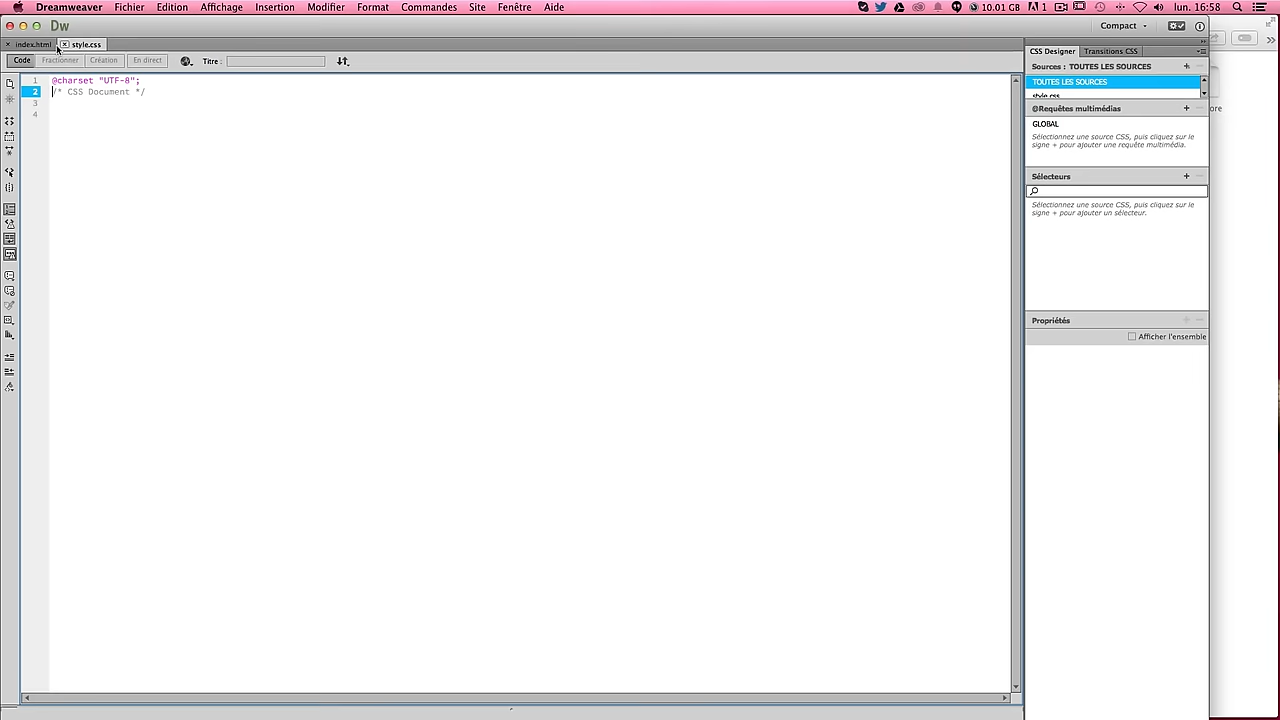 Dreamweaver Fichier Edition Affichage Insertion Modifier Format Commandes Site Fenêtre Aide 10.01 GB 1 lun. 16:58
Dw Compact
index.html style.css
Code Fractionner Création En direct Titre :
1 @charset "UTF-8";
2 /* CSS Document */
3
4
CSS Designer Transitions CSS
Sources : TOUTES LES SOURCES
TOUTES LES SOURCES
style.css
@Requêtes multimédias
GLOBAL
Sélectionnez une source CSS, puis cliquez sur le
signe + pour ajouter une requête multimédia.
Sélecteurs
Sélectionnez une source CSS, puis cliquez sur le
signe + pour ajouter un sélecteur.
Propriétés
Afficher l'ensemble
ore